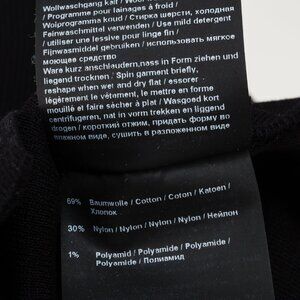 Wollwaschgang kalt / Wool
/ Programme pour lainages à froid /
Wolprogramma koud / Стирка шерсти, холодная
Feinwaschmittel verwenden / Use mild detergent
/ utiliser une lessive pour linge fin /
Fijnwasmiddel gebruiken / использовать мягкое
моющее средство
Ware kurz anschleudern, nass in Form ziehen und
liegend trocknen / Spin garment briefly,
reshape when wet and dry flat / essorer
légèrement le vêtement, le mettre en forme
mouillé et faire sécher à plat / Wasgoed kort
centrifugeren, nat in vorm trekken en liggend
drogen / короткий отжим, придать форму во
влажном виде, сушить в разложенном виде
69% Baumwolle / Cotton / Coton / Katoen /
Хлопок
30% Nylon / Nylon / Nylon / Nylon / Нейлон
1% Polyamid / Polyamide / Polyamide /
Polyamide / Полиамид